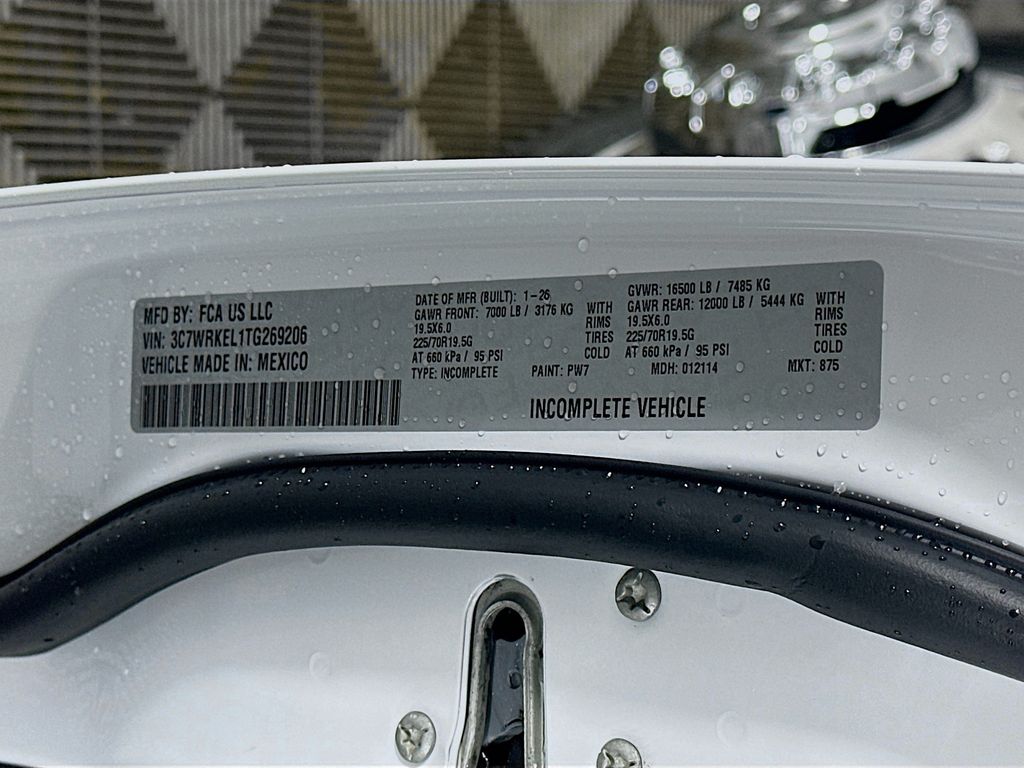 MFD BY: FCA US LLC
VIN: 3C7WRKEL1TG269206
VEHICLE MADE IN: MEXICO
DATE OF MFR (BUILT): 1-26
GAWR FRONT: 7000 LB / 3176 KG WITH
19.5X6.0 RIMS
225/70R19.5G TIRES
AT 660 kPa / 95 PSI COLD
TYPE: INCOMPLETE PAINT: PW7 MDH: 012114 MKT: 875
GVWR: 16500 LB / 7485 KG
GAWR REAR: 12000 LB / 5444 KG WITH
19.5X6.0 RIMS
225/70R19.5G TIRES
AT 660 kPa / 95 PSI COLD
INCOMPLETE VEHICLE